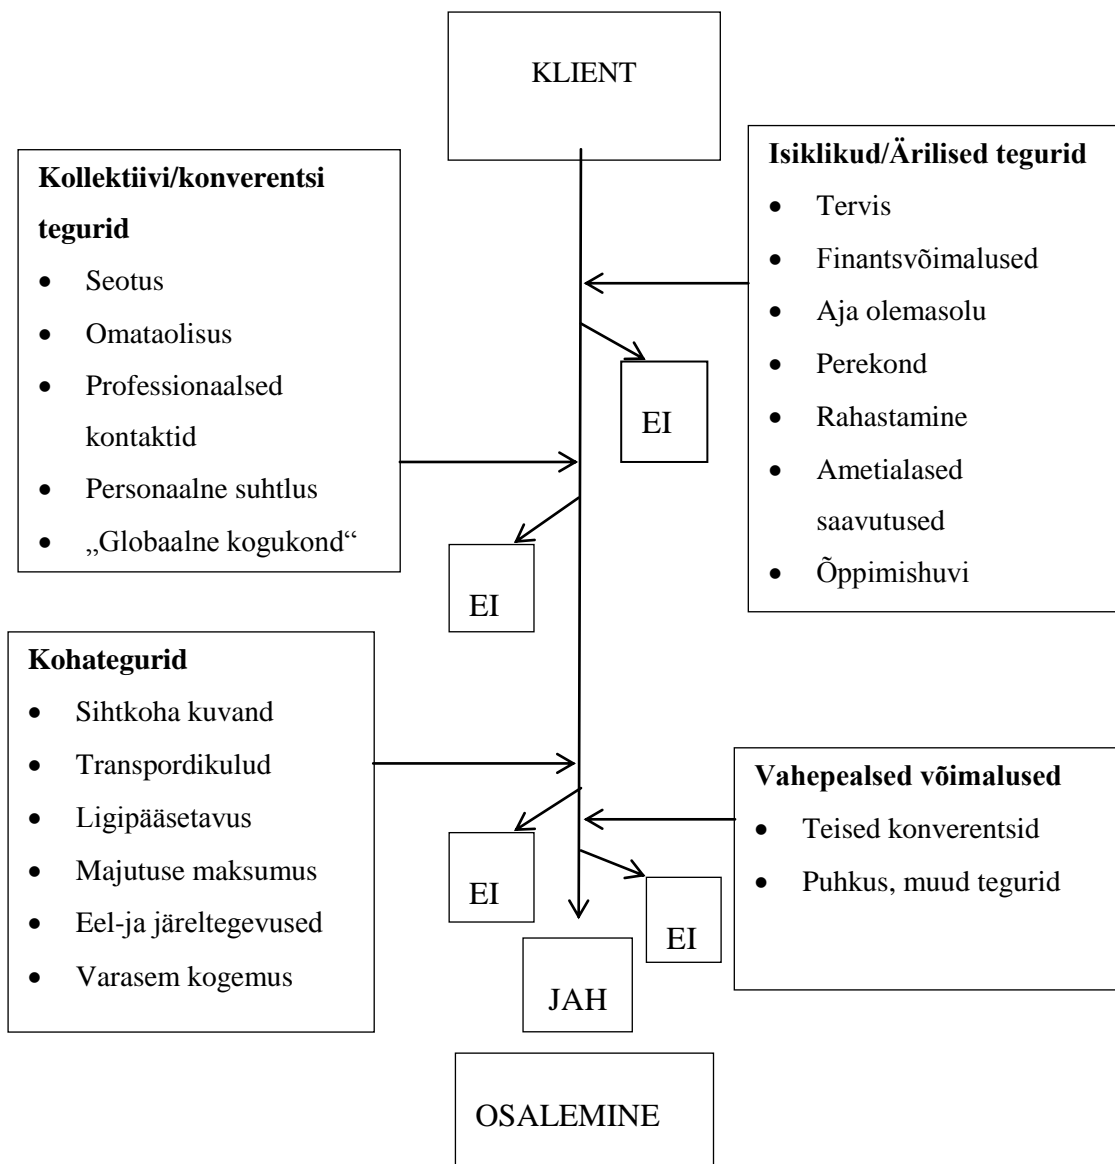 KLIENT
Isiklikud/Ärilised tegurid
• Tervis
• Finantsvõimalused
• Aja olemasolu
• Perekond
• Rahastamine
• Ametialased
saavutused
• Õppimishuvi
EI
Kollektiivi/konverentsi
tegurid
• Seotus
• Omataolisus
• Professionaalsed
kontaktid
• Personaalne suhtlus
• „Globaalne kogukond“
EI
Kohategurid
• Sihtkoha kuvand
• Transpordikulud
• Ligipääsetavus
• Majutuse maksumus
• Eel-ja järeltegevused
• Varasem kogemus
EI
Vahepealsed võimalused
• Teised konverentsid
• Puhkus, muud tegurid
EI
JAH
OSALEMINE